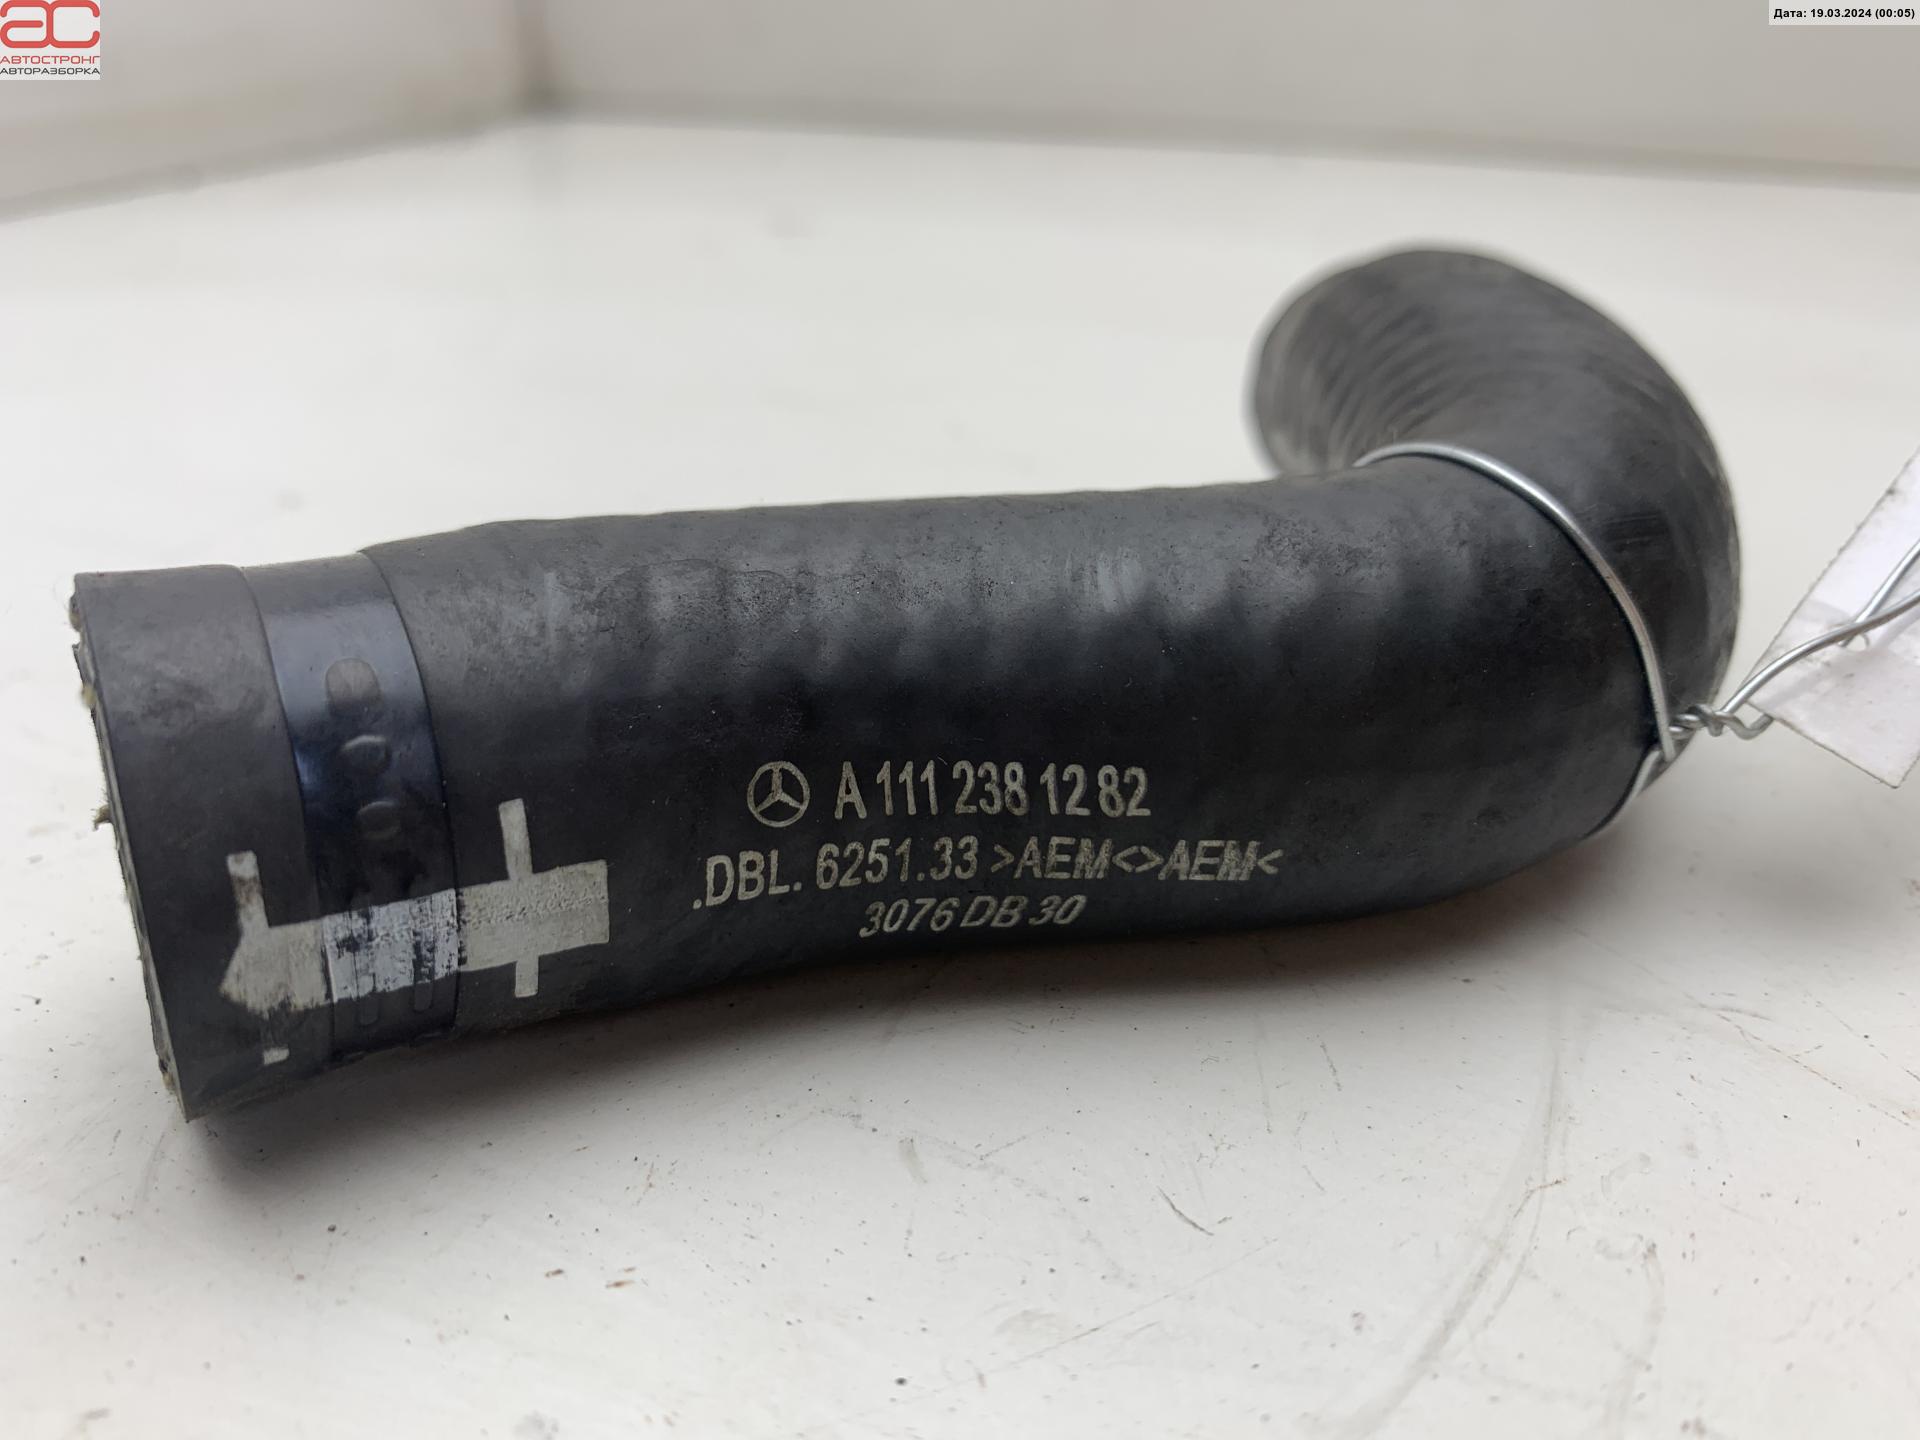 АВТОСТРОНГ
АВТОРАЗБОРКА
Дата: 19.03.2024 (00:05)
A 111 238 12 82
.DBL. 6251.33 >AEM<>AEM<
3076 DB 30